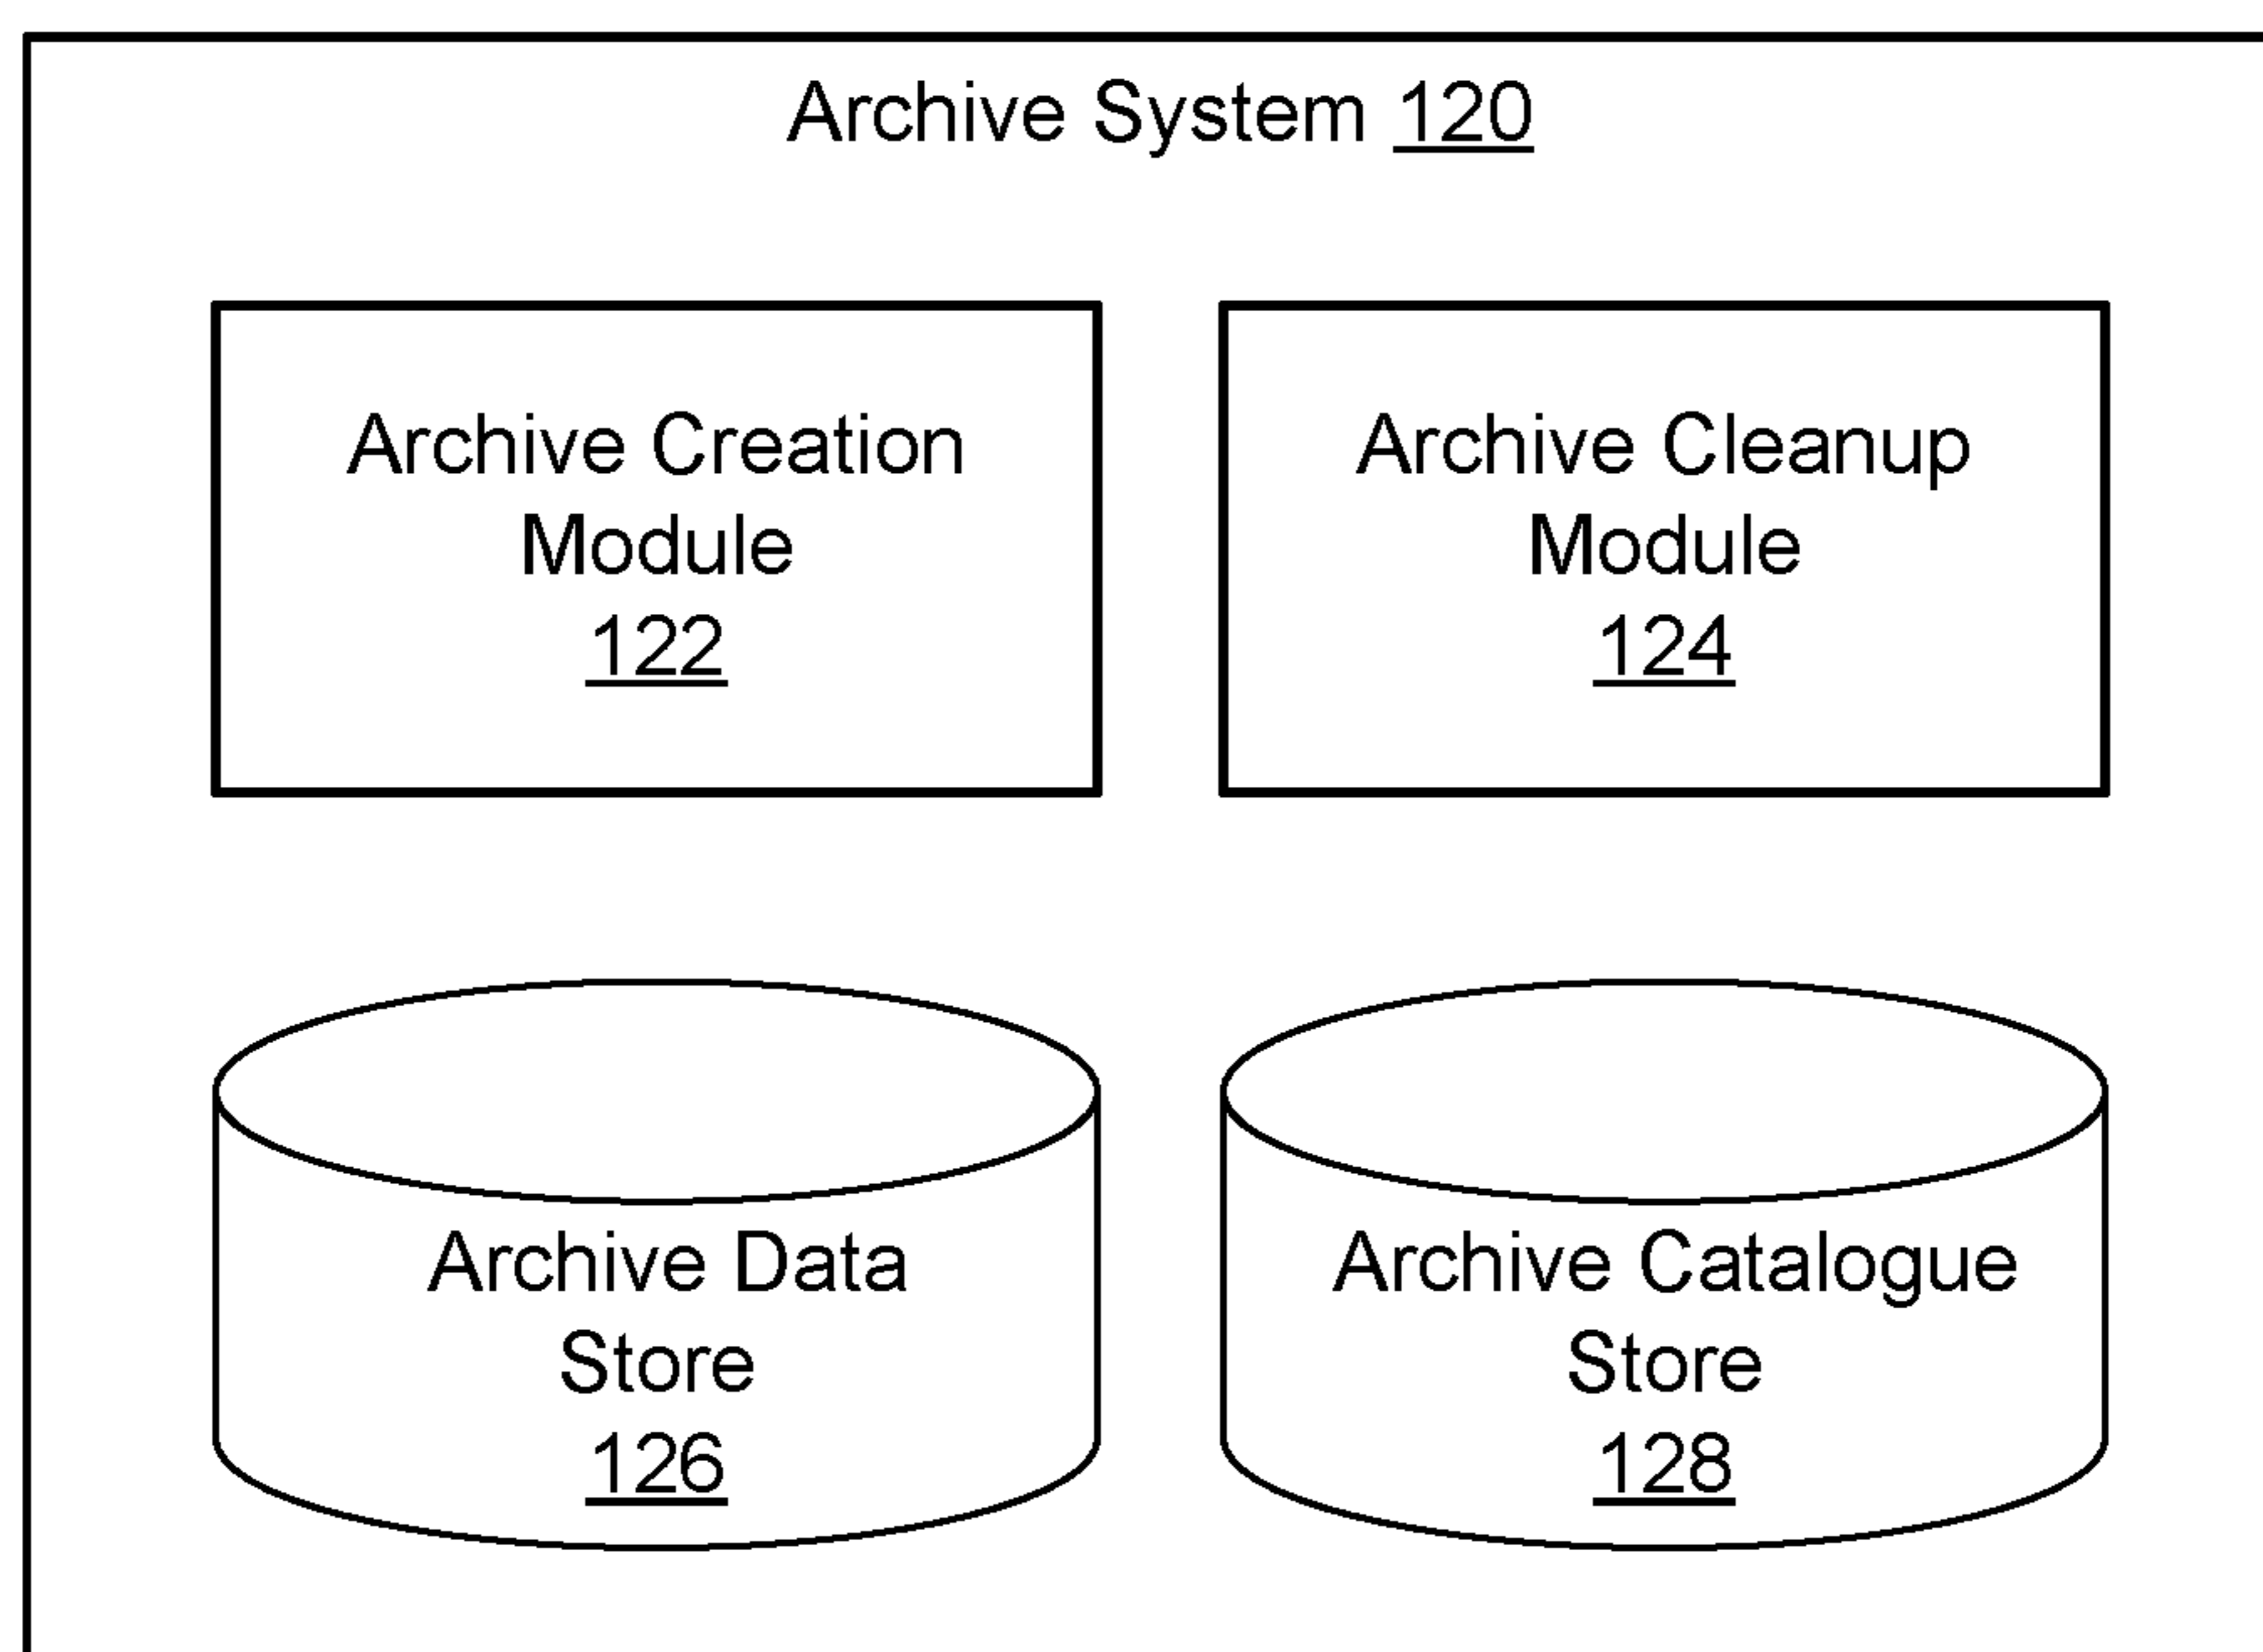 Archive System 120
Archive Creation
Module
122
Archive Cleanup
Module
124
Archive Data
Store
126
Archive Catalogue
Store
128